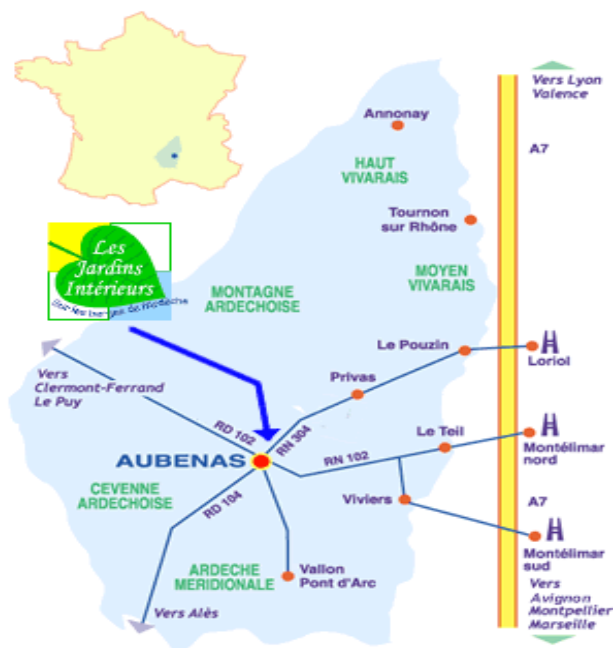 Vers Lyon
Valence
A7
Annonay
HAUT
VIVARAIS
Tournon
sur Rhône
MOYEN
VIVARAIS
Les
Jardins
Intérieurs
MONTAGNE
ARDECHOISE
Le Pouzin
Loriol
Privas
Vers
Clermont-Ferrand
Le Puy
RD 102
RN 304
Le Teil
RN 102
Montélimar
nord
AUBENAS
CEVENNE
ARDECHOISE
RD 104
Viviers
A7
Montélimar
sud
ARDECHE
MERIDIONALE
Vallon
Pont d'Arc
Vers Alès
Vers
Avignon
Montpellier
Marseille